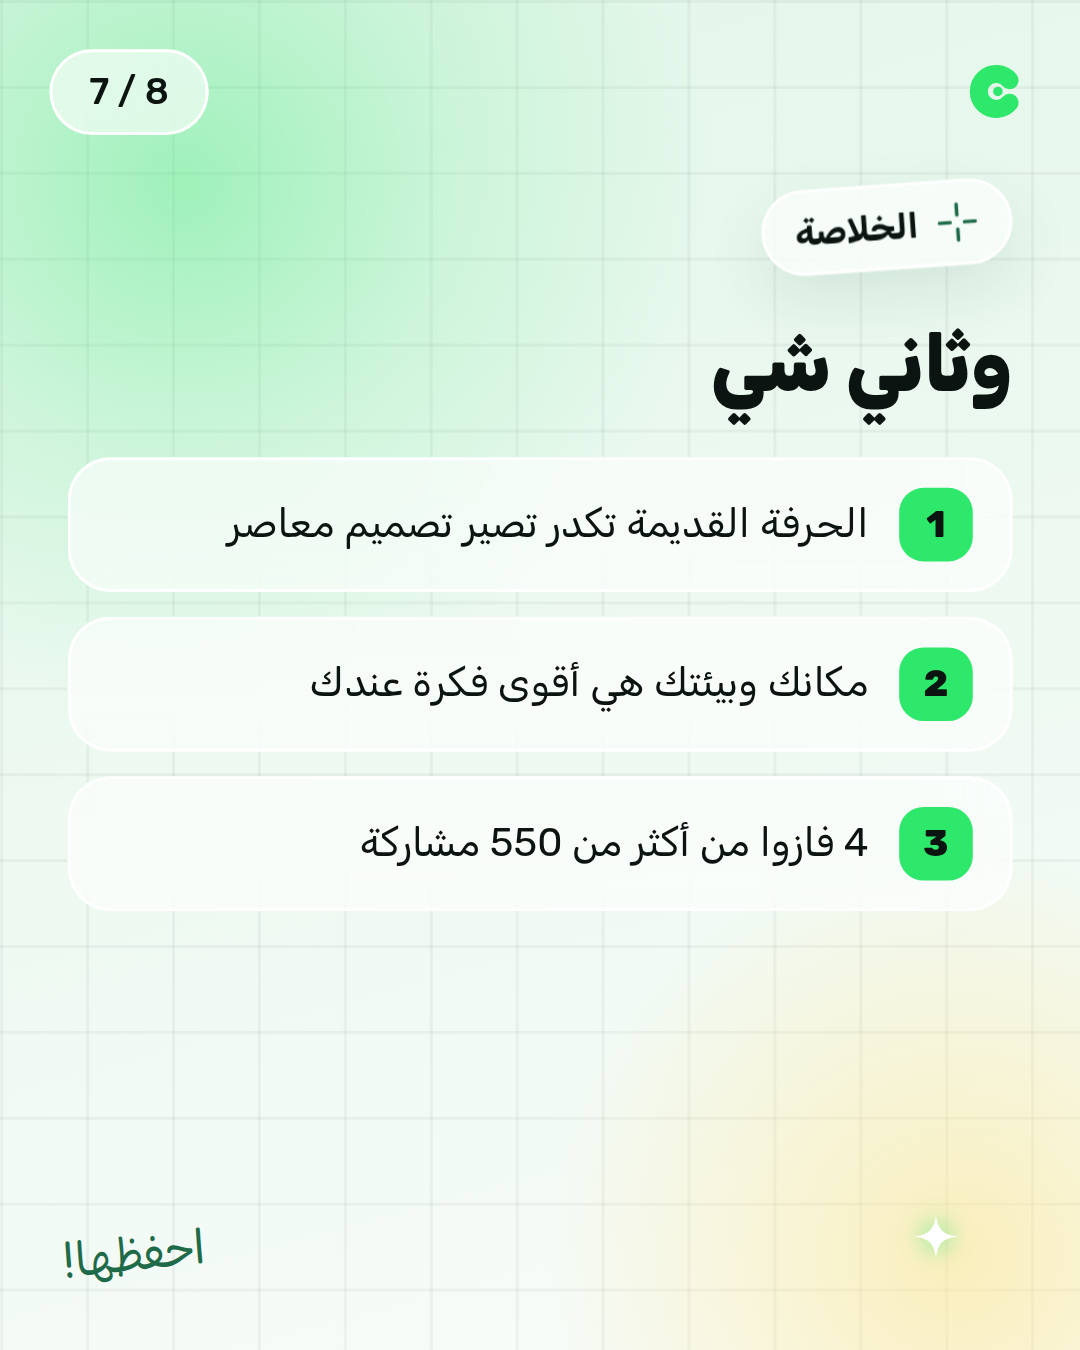 7 / 8
الخلاصة
وثاني شي
1
الحرفة القديمة تكدر تصير تصميم معاصر
2
مكانك وبيئتك هي أقوى فكرة عندك
3
4 فازوا من أكثر من 550 مشاركة
احفظها!